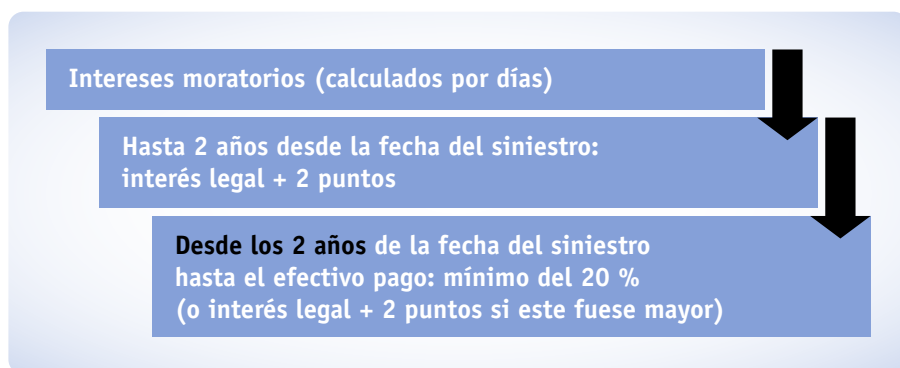 Intereses moratorios (calculados por días)
Hasta 2 años desde la fecha del siniestro:
interés legal + 2 puntos
Desde los 2 años de la fecha del siniestro
hasta el efectivo pago: mínimo del 20 %
(o interés legal + 2 puntos si este fuese mayor)